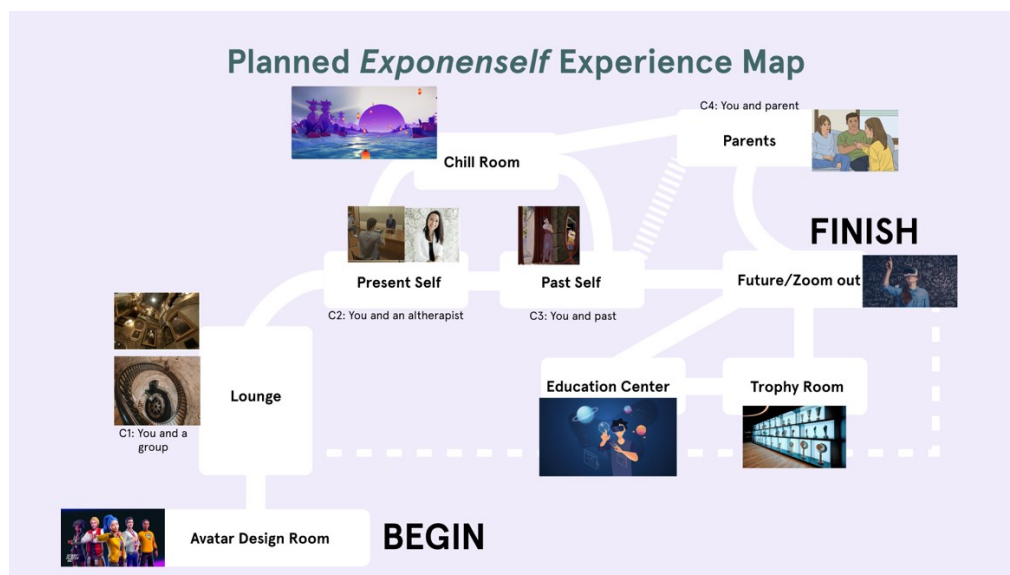 Planned Exponenself Experience Map
C4: You and parent
Parents
Chill Room
FINISH
Present Self
Past Self
Future/Zoom out
C2: You and an altherapist
C3: You and past
Lounge
Education Center
Trophy Room
C1: You and a
group
Avatar Design Room
BEGIN